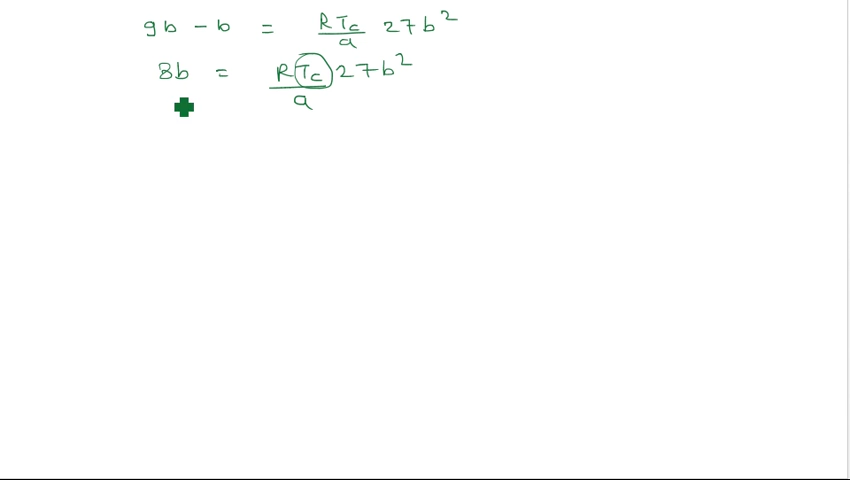 9b - b = RTc/a 27b²
8b = RTc/a 27b²